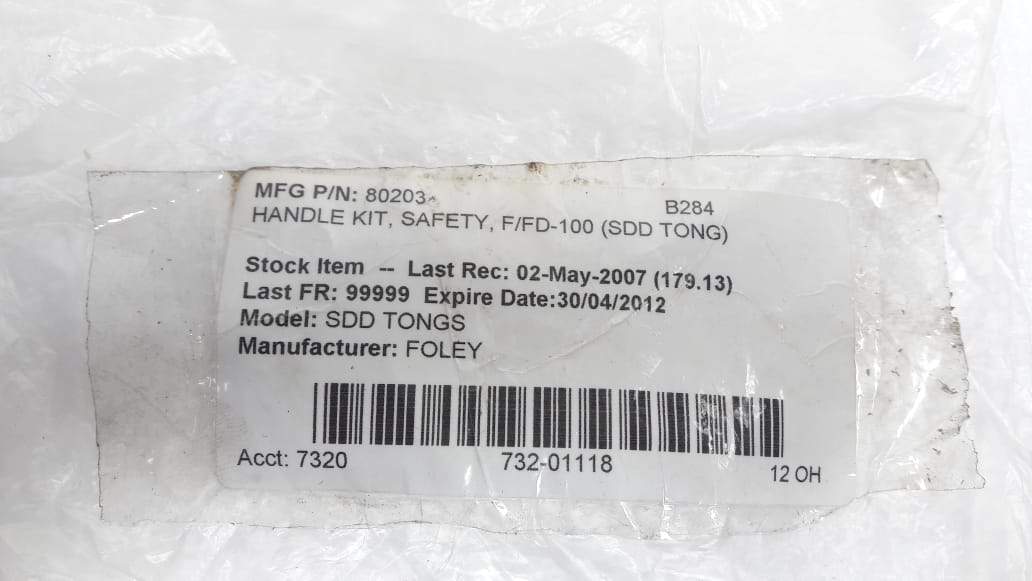 MFG P/N: 80203
B284
HANDLE KIT, SAFETY, F/FD-100 (SDD TONG)
Stock Item -- Last Rec: 02-May-2007 (179.13)
Last FR: 99999 Expire Date:30/04/2012
Model: SDD TONGS
Manufacturer: FOLEY
Acct: 7320 732-01118 12 OH